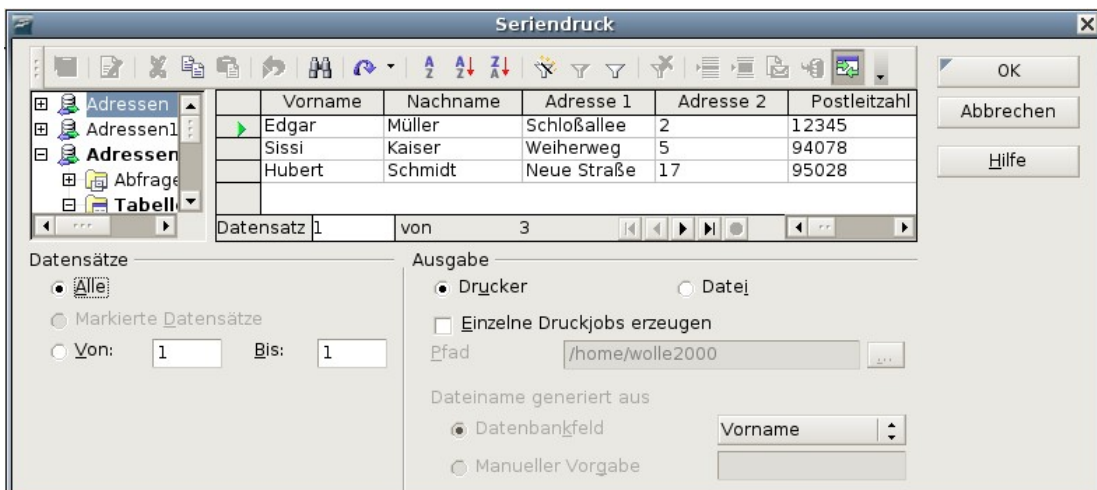 Seriendruck
OK
Abbrechen
Hilfe
Adressen
Adressen1
Adressen
Abfrage
Tabelle
Vorname Nachname Adresse 1 Adresse 2 Postleitzahl
Edgar Müller Schloßallee 2 12345
Sissi Kaiser Weiherweg 5 94078
Hubert Schmidt Neue Straße 17 95028
Datensatz 1 von 3
Datensätze
Alle
Markierte Datensätze
Von: 1 Bis: 1
Ausgabe
Drucker Datei
Einzelne Druckjobs erzeugen
Pfad /home/wolle2000 ...
Dateiname generiert aus
Datenbankfeld Vorname
Manueller Vorgabe